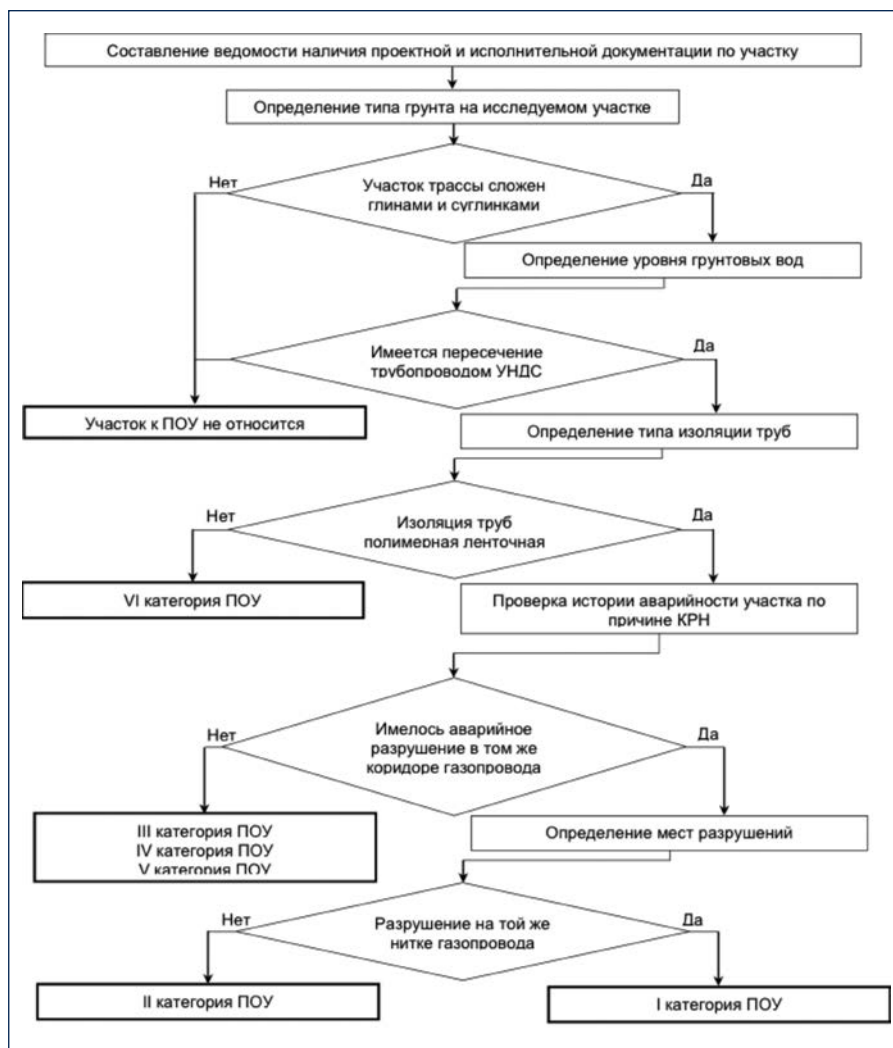 Составление ведомости наличия проектной и исполнительной документации по участку
Определение типа грунта на исследуемом участке
Нет
Да
Участок трассы сложен
глинами и суглинками
Определение уровня грунтовых вод
Имеется пересечение
трубопроводом УНДС
Да
Участок к ПОУ не относится
Определение типа изоляции труб
Нет
Да
Изоляция труб
полимерная ленточная
VI категория ПОУ
Проверка истории аварийности участка по
причине КРН
Нет
Да
Имелось аварийное
разрушение в том же
коридоре газопровода
III категория ПОУ
IV категория ПОУ
V категория ПОУ
Определение мест разрушений
Нет
Да
Разрушение на той же
нитке газопровода
II категория ПОУ
I категория ПОУ